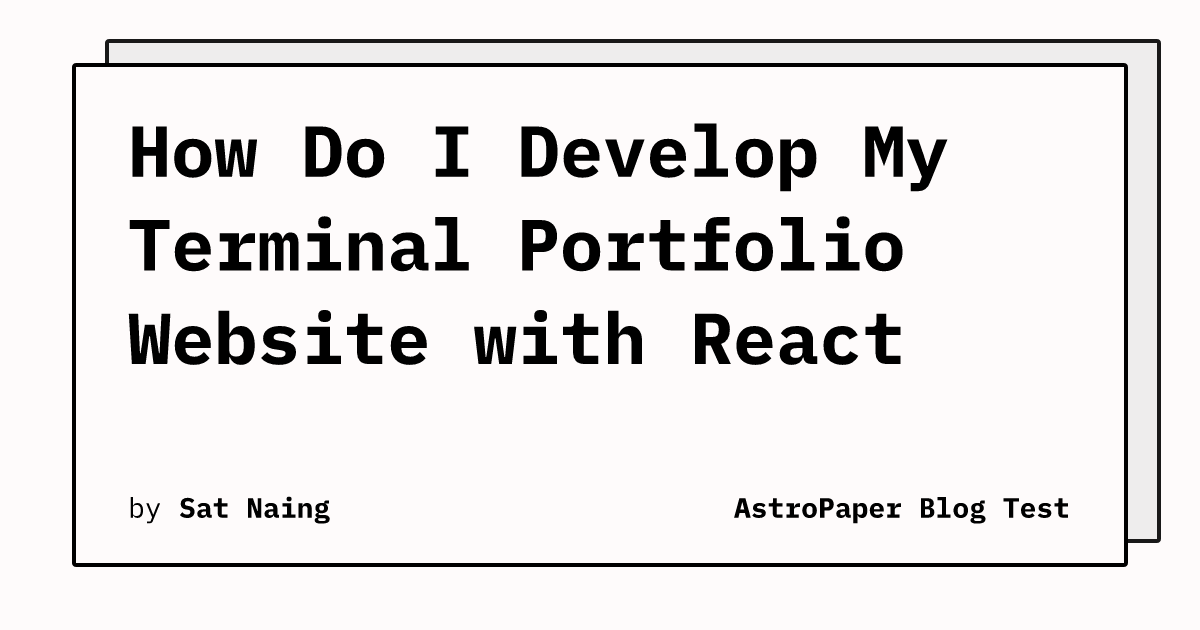 How Do I Develop My
Terminal Portfolio
Website with React
by Sat Naing
AstroPaper Blog Test